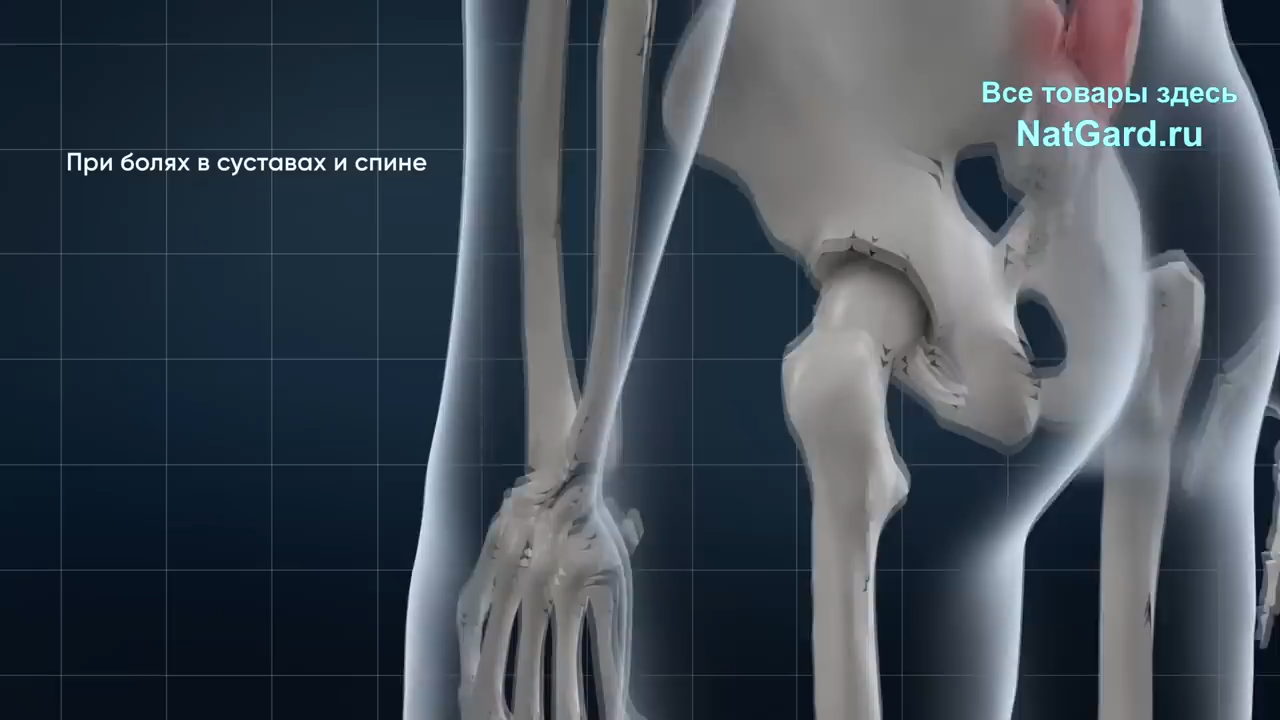 Все товары здесь
NatGard.ru
При болях в суставах и спине